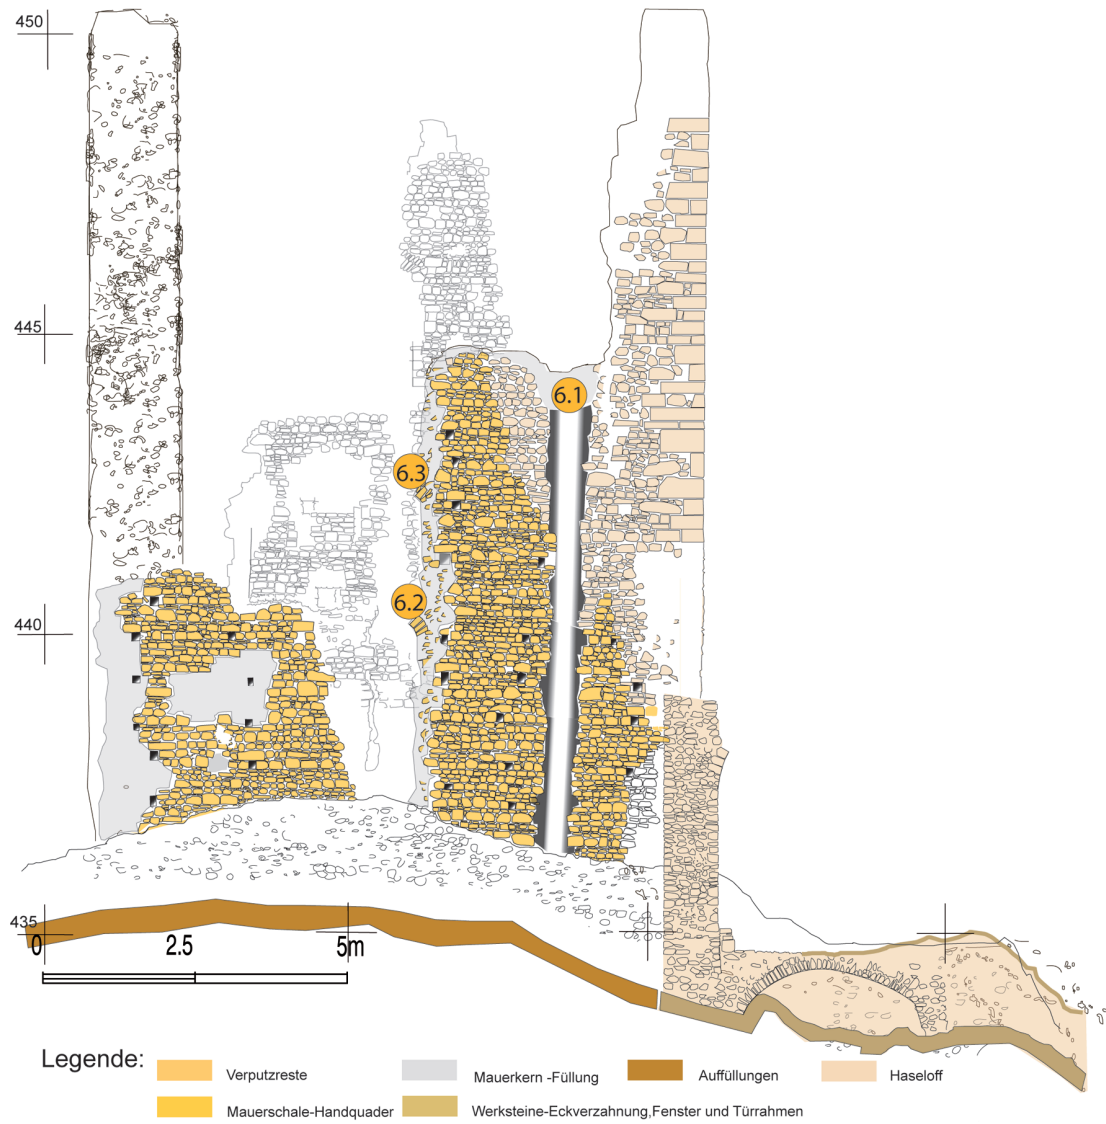 450
445
6.1
6.3
6.2
440
435
0 2.5 5m
Legende:
Verputzreste
Mauerkern -Füllung
Auffüllungen
Haseloff
Mauerschale-Handquader
Werksteine-Eckverzahnung,Fenster und Türrahmen